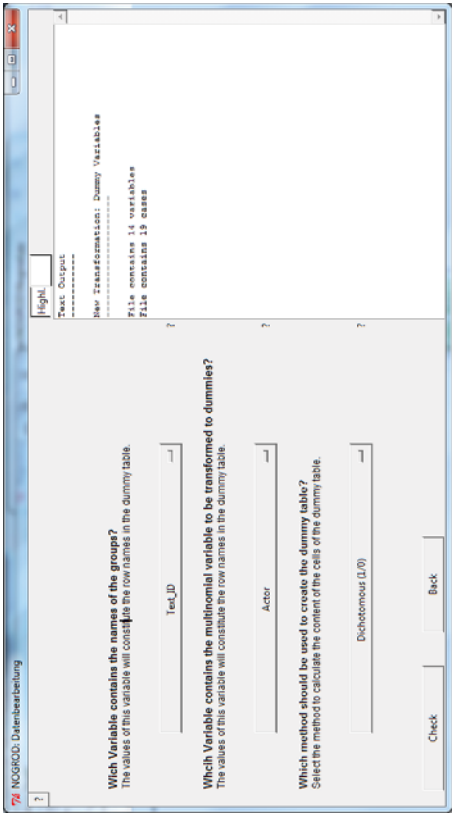 NOGROD: Datenbearbeitung
?
Wich Variable contains the names of the groups?
The values of this variable will constitute the row names in the dummy table.
Text_ID
?
Whcih Variable contains the multinomial variable to be transformed to dummies?
The values of this variable will constitute the row names in the dummy table.
Actor
?
Which method should be used to create the dummy table?
Select the method to calculate the content of the cells of the dummy table.
Dichotomous (1/0)
?
Check
Back
Highl.
Text Output
-----------
New Transformation: Dummy Variables
-----------------------------------
File contains 14 variables
File contains 19 cases